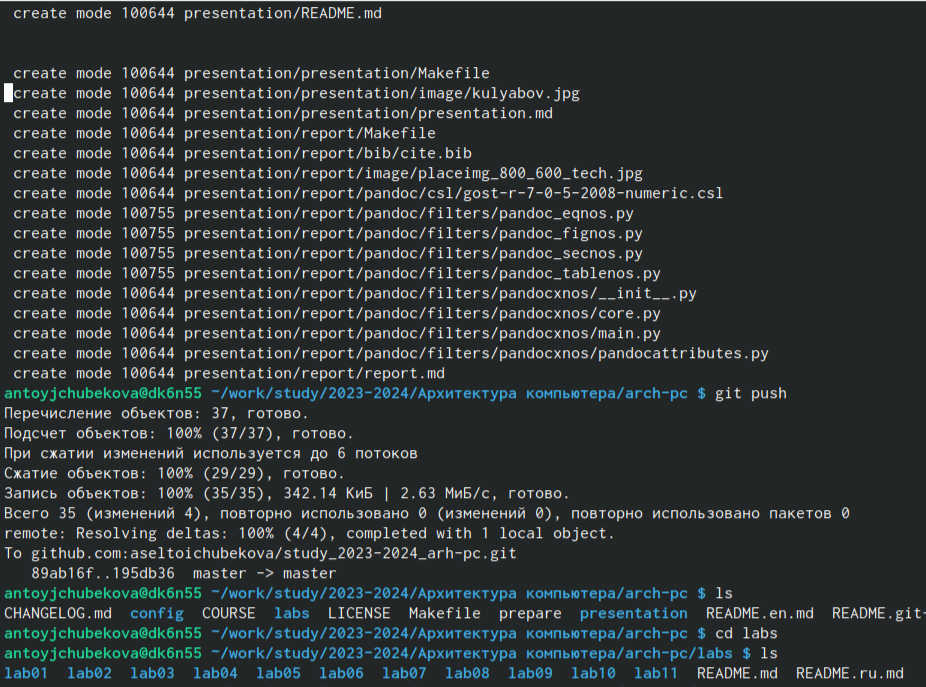 create mode 100644 presentation/README.md
create mode 100644 presentation/presentation/Makefile
create mode 100644 presentation/presentation/image/kulyabov.jpg
create mode 100644 presentation/presentation/presentation.md
create mode 100644 presentation/report/Makefile
create mode 100644 presentation/report/bib/cite.bib
create mode 100644 presentation/report/image/placeimg_800_600_tech.jpg
create mode 100644 presentation/report/pandoc/csl/gost-r-7-0-5-2008-numeric.csl
create mode 100755 presentation/report/pandoc/filters/pandoc_eqnos.py
create mode 100755 presentation/report/pandoc/filters/pandoc_fignos.py
create mode 100755 presentation/report/pandoc/filters/pandoc_secnos.py
create mode 100755 presentation/report/pandoc/filters/pandoc_tablenos.py
create mode 100644 presentation/report/pandoc/filters/pandocxnos/__init__.py
create mode 100644 presentation/report/pandoc/filters/pandocxnos/core.py
create mode 100644 presentation/report/pandoc/filters/pandocxnos/main.py
create mode 100644 presentation/report/pandoc/filters/pandocxnos/pandocattributes.py
create mode 100644 presentation/report/report.md
antoyjchubekova@dk6n55 ~/work/study/2023-2024/Архитектура компьютера/arch-pc $ git push
Перечисление объектов: 37, готово.
Подсчет объектов: 100% (37/37), готово.
При сжатии изменений используется до 6 потоков
Сжатие объектов: 100% (29/29), готово.
Запись объектов: 100% (35/35), 342.14 КиБ | 2.63 МиБ/с, готово.
Всего 35 (изменений 4), повторно использовано 0 (изменений 0), повторно использовано пакетов 0
remote: Resolving deltas: 100% (4/4), completed with 1 local object.
To github.com:aseltoichubekova/study_2023-2024_arh-pc.git
89ab16f..195db36 master -> master
antoyjchubekova@dk6n55 ~/work/study/2023-2024/Архитектура компьютера/arch-pc $ ls
CHANGELOG.md config COURSE labs LICENSE Makefile prepare presentation README.en.md README.git-
antoyjchubekova@dk6n55 ~/work/study/2023-2024/Архитектура компьютера/arch-pc $ cd labs
antoyjchubekova@dk6n55 ~/work/study/2023-2024/Архитектура компьютера/arch-pc/labs $ ls
lab01 lab02 lab03 lab04 lab05 lab06 lab07 lab08 lab09 lab10 lab11 README.md README.ru.md